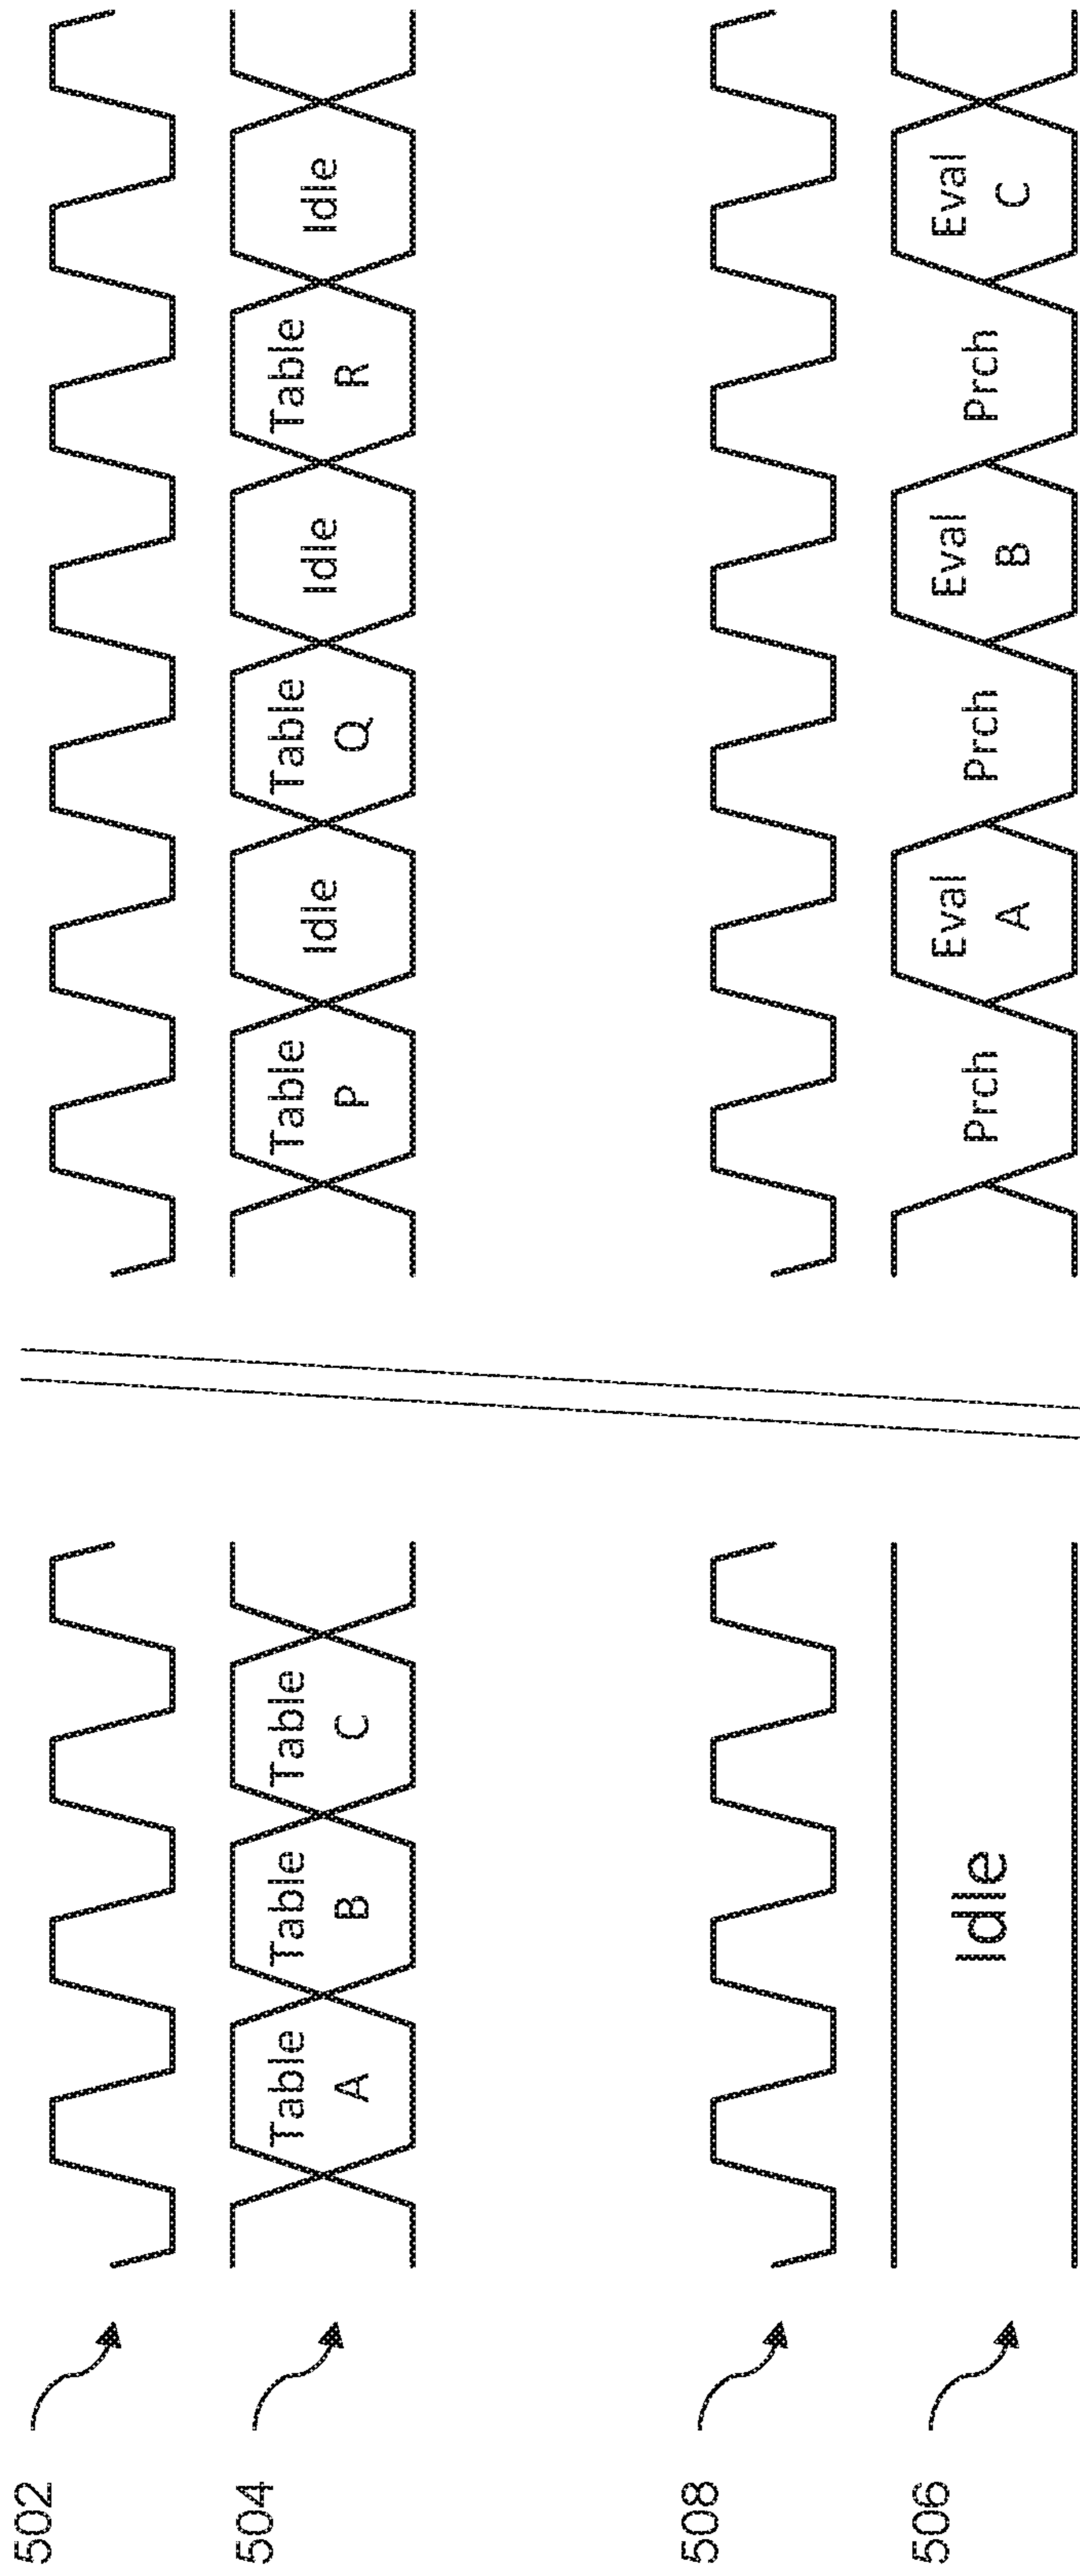 502
504
Table
A
Table
B
Table
C
Table
P
Idle
Table
Q
Idle
Table
R
Idle
508
506
Idle
Prch
Eval
A
Prch
Eval
B
Prch
Eval
C